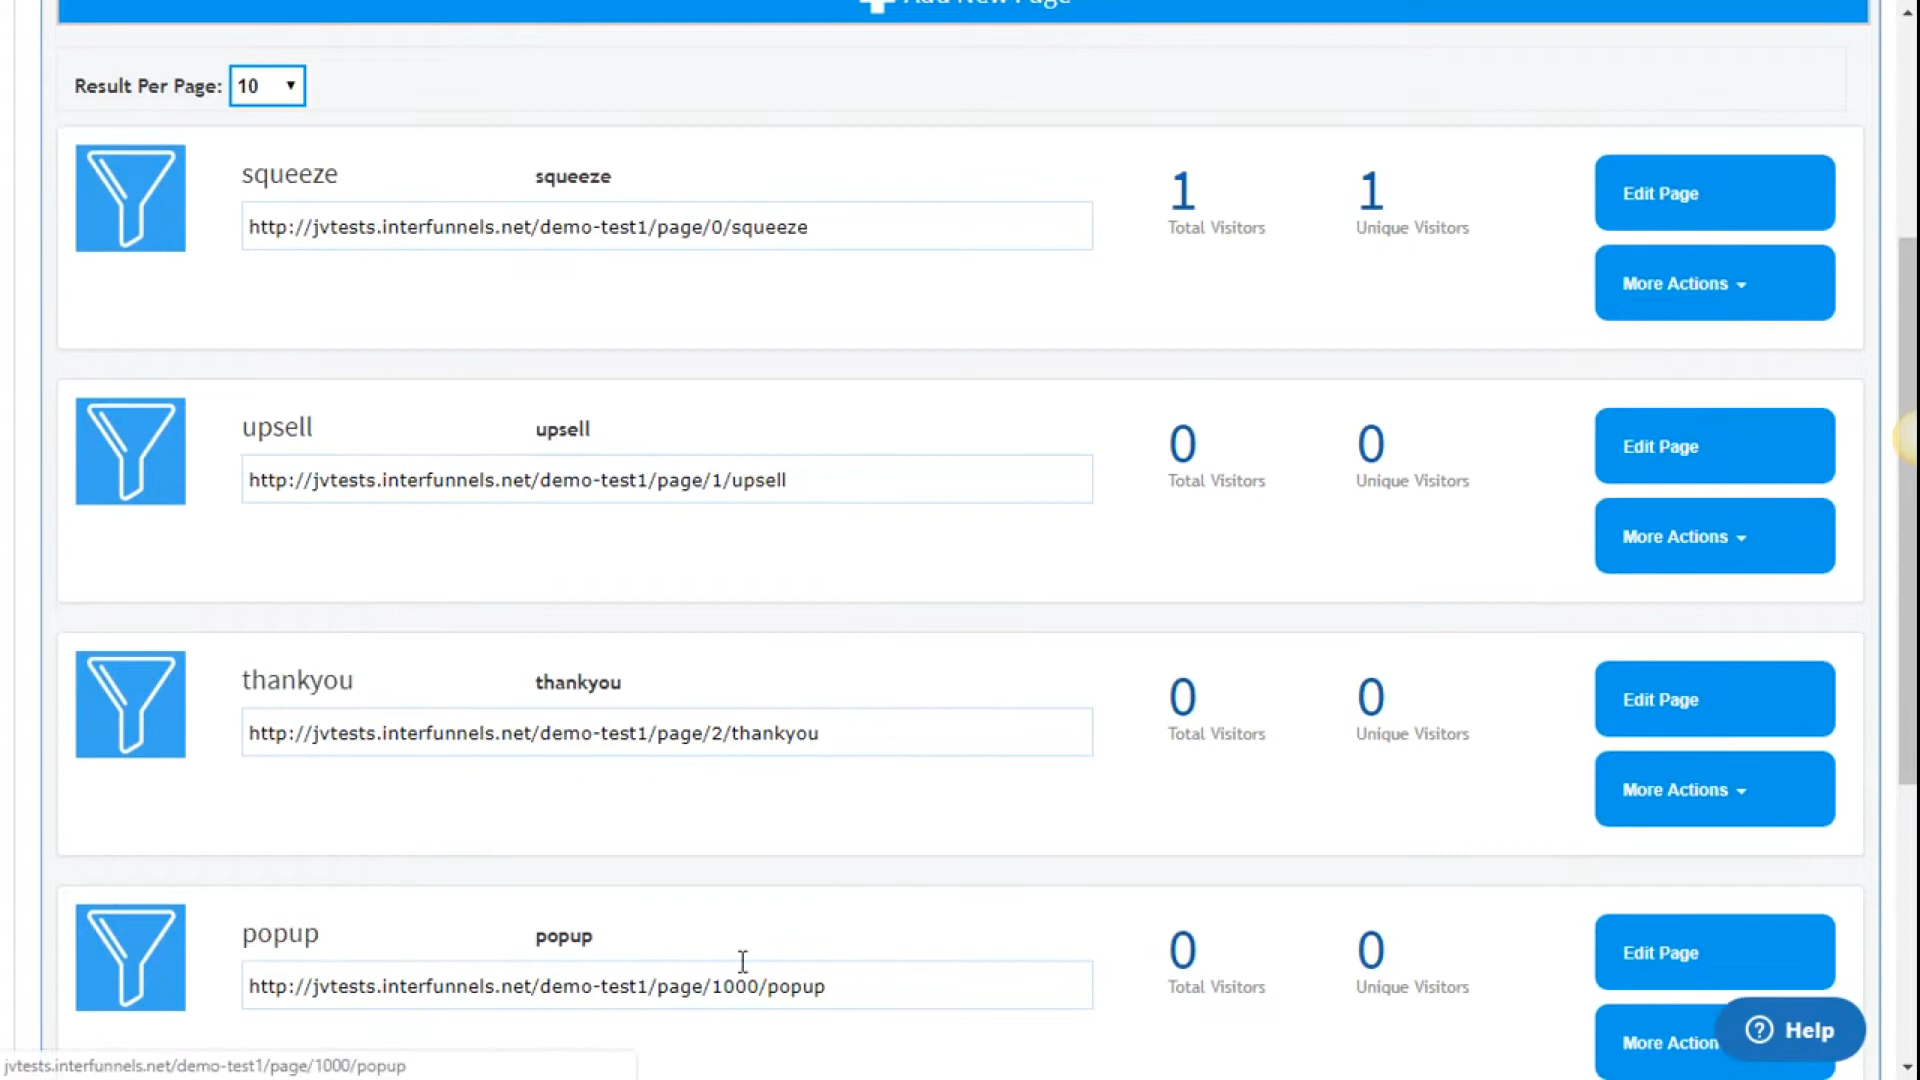 Add New Page
Result Per Page: 10
squeeze squeeze
http://jvtests.interfunnels.net/demo-test1/page/0/squeeze
1 1
Total Visitors Unique Visitors
Edit Page
More Actions
upsell upsell
http://jvtests.interfunnels.net/demo-test1/page/1/upsell
0 0
Total Visitors Unique Visitors
Edit Page
More Actions
thankyou thankyou
http://jvtests.interfunnels.net/demo-test1/page/2/thankyou
0 0
Total Visitors Unique Visitors
Edit Page
More Actions
popup popup
http://jvtests.interfunnels.net/demo-test1/page/1000/popup
0 0
Total Visitors Unique Visitors
Edit Page
More Action
Help
jvtests.interfunnels.net/demo-test1/page/1000/popup